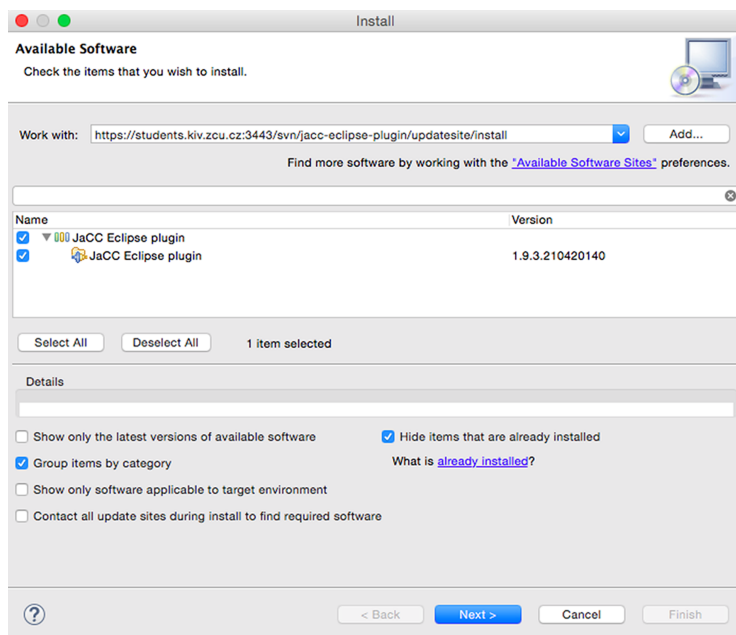 Install
Available Software
Check the items that you wish to install.
Work with: https://students.kiv.zcu.cz:3443/svn/jacc-eclipse-plugin/updatesite/install Add...
Find more software by working with the "Available Software Sites" preferences.
Name Version
JaCC Eclipse plugin
JaCC Eclipse plugin 1.9.3.210420140
Select All Deselect All 1 item selected
Details
Show only the latest versions of available software Hide items that are already installed
Group items by category What is already installed?
Show only software applicable to target environment
Contact all update sites during install to find required software
? < Back Next > Cancel Finish